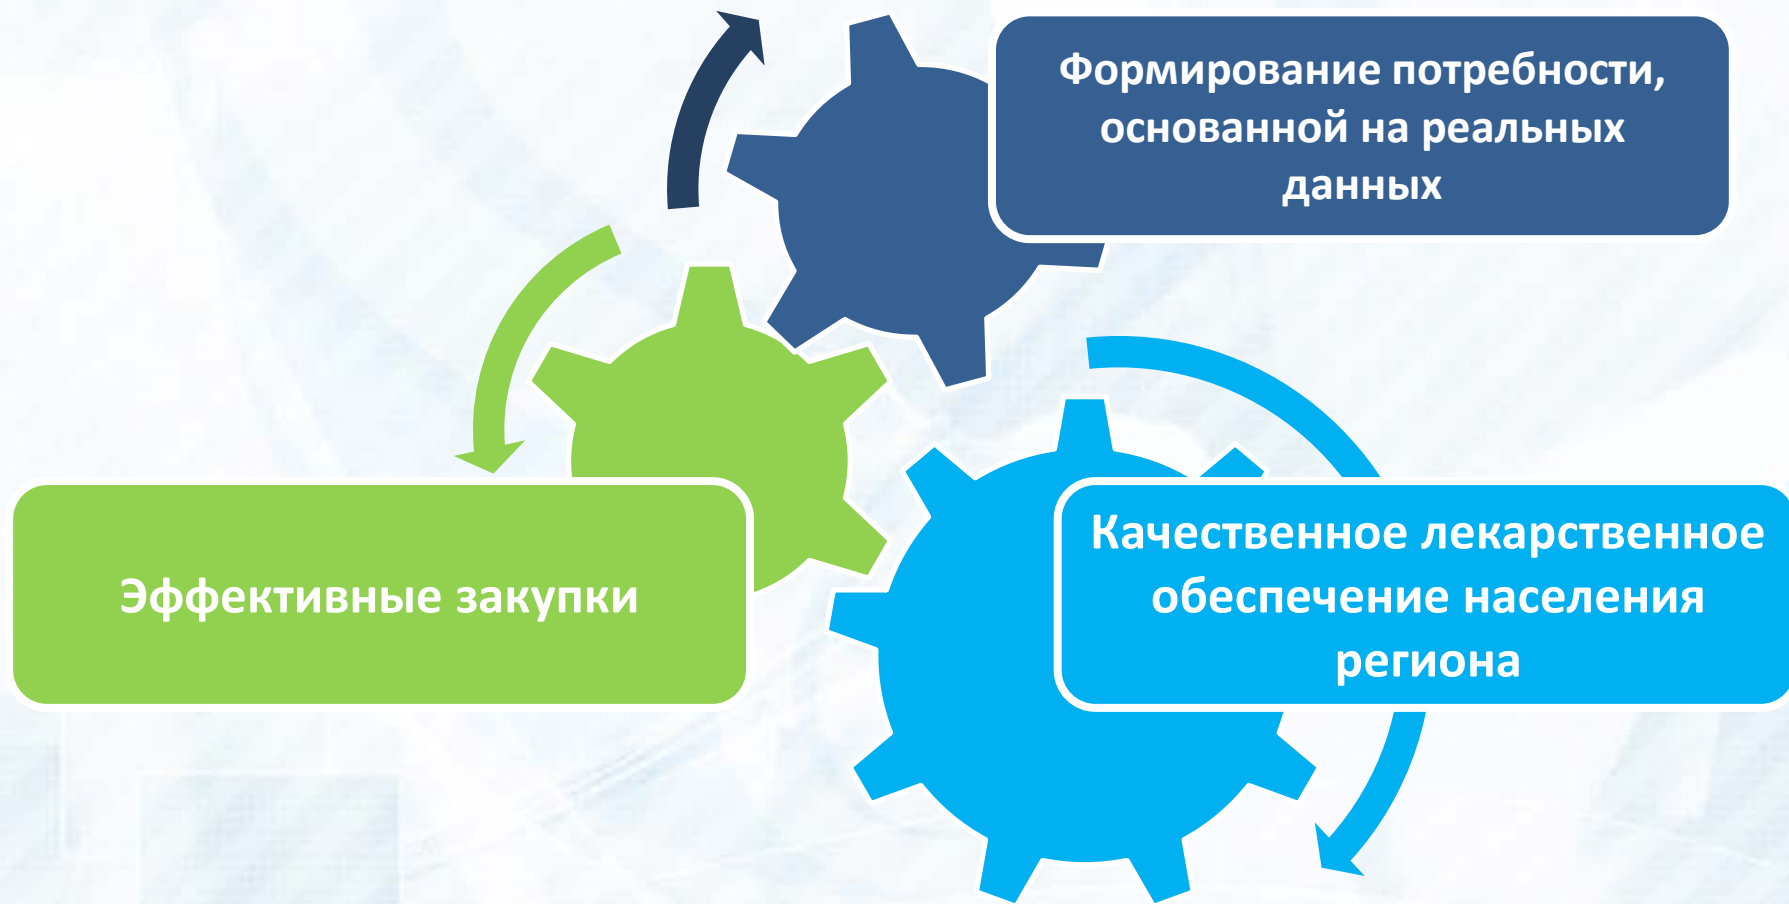 Формирование потребности,
основанной на реальных
данных
Эффективные закупки
Качественное лекарственное
обеспечение населения
региона